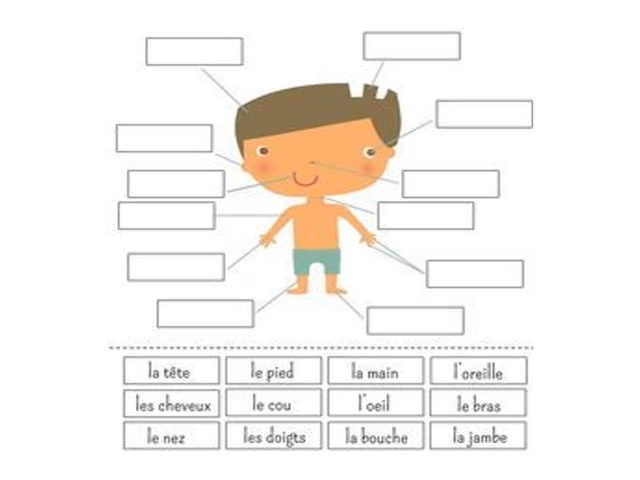 la tête le pied la main l'oreille
les cheveux le cou l'oeil le bras
le nez les doigts la bouche la jambe